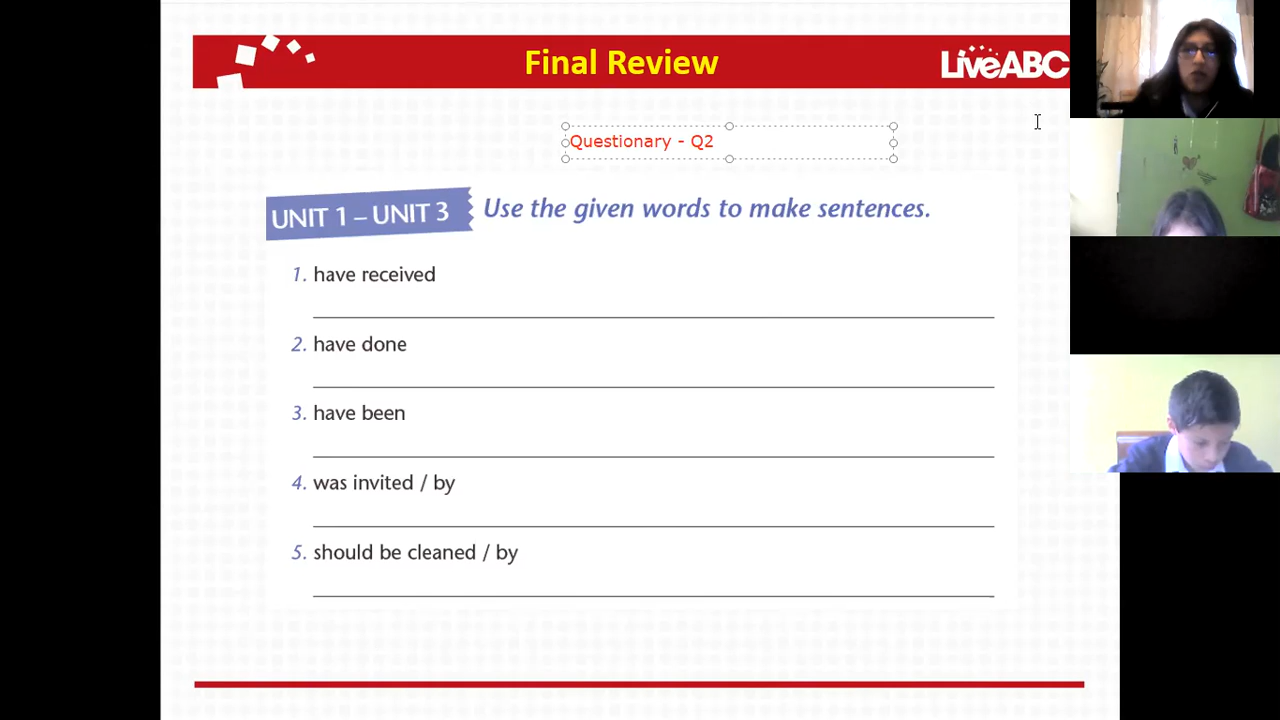 Final Review
LiveABC
Questionary - Q2
UNIT 1 – UNIT 3 Use the given words to make sentences.
1. have received
2. have done
3. have been
4. was invited / by
5. should be cleaned / by